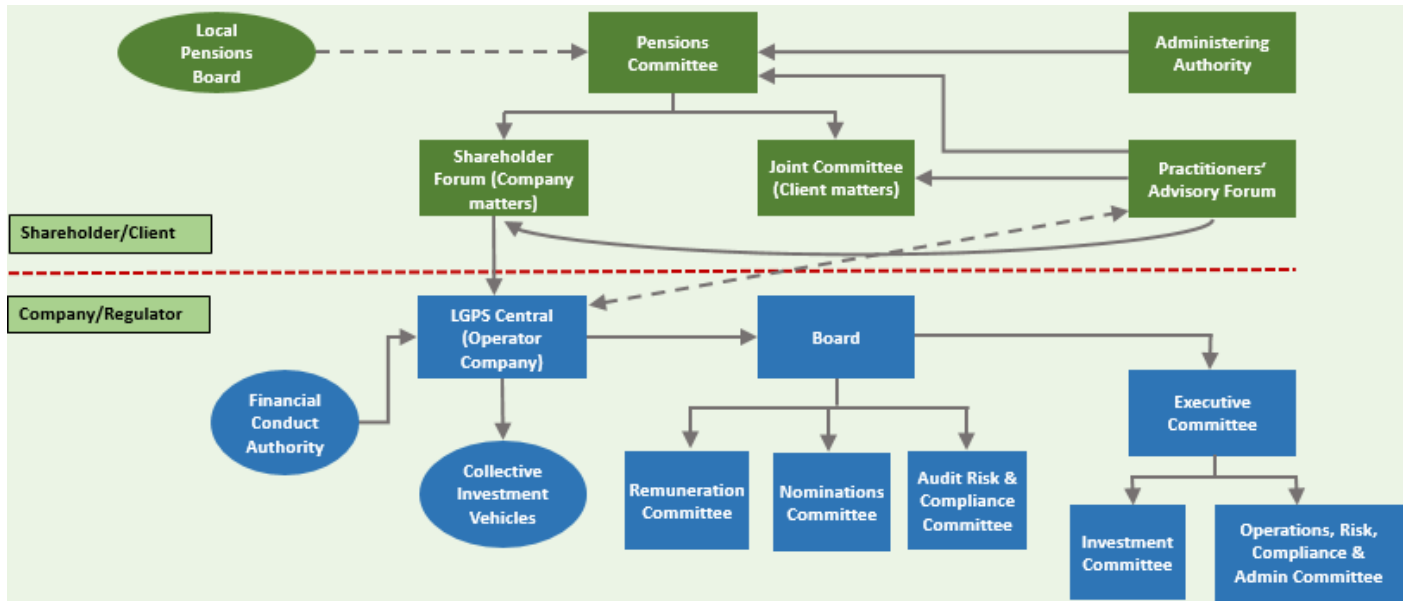 Local
Pensions
Board
Pensions
Committee
Administering
Authority
Shareholder
Forum (Company
matters)
Joint Committee
(Client matters)
Practitioners’
Advisory Forum
Shareholder/Client
Company/Regulator
LGPS Central
(Operator
Company)
Board
Financial
Conduct
Authority
Executive
Committee
Collective
Investment
Vehicles
Remuneration
Committee
Nominations
Committee
Audit Risk &
Compliance
Committee
Investment
Committee
Operations, Risk,
Compliance &
Admin Committee